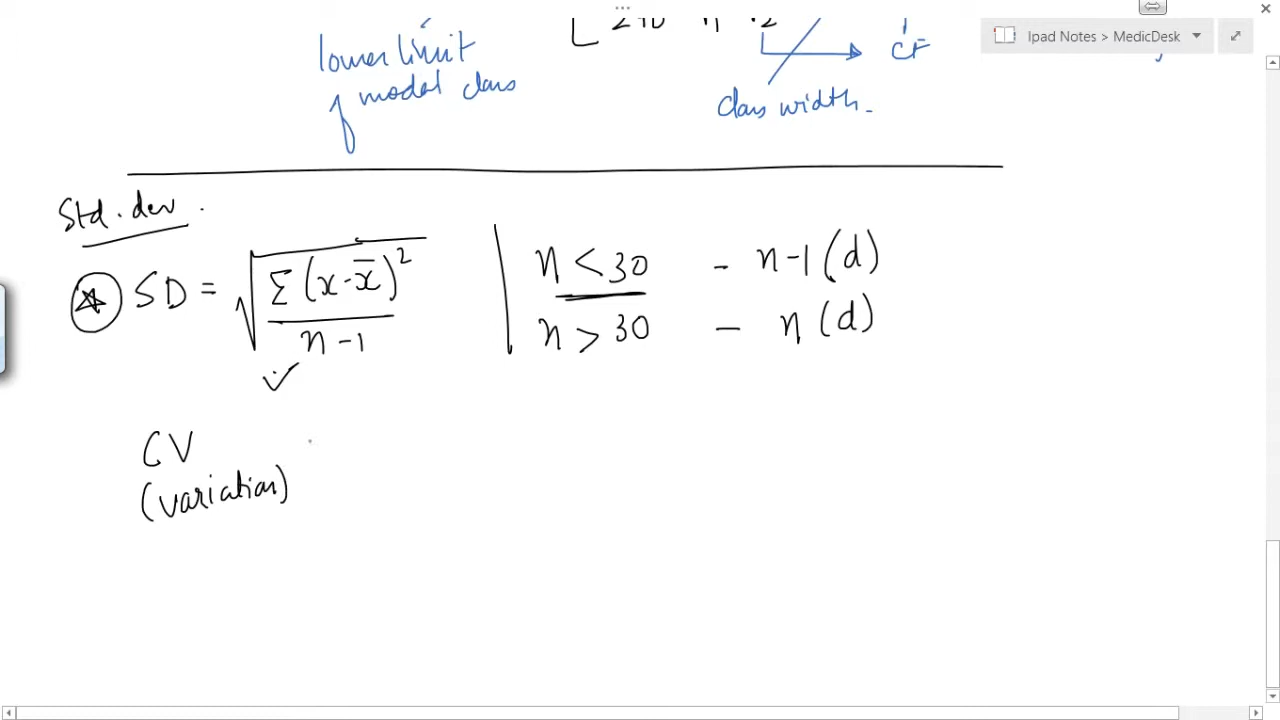 Ipad Notes > MedicDesk
lower limit
of modal class
CF
class width.
Std. dev.
SD = √(Σ(x-x̄)²/(n-1))
n < 30 - n-1 (d)
n > 30 - n (d)
CV
(variation)